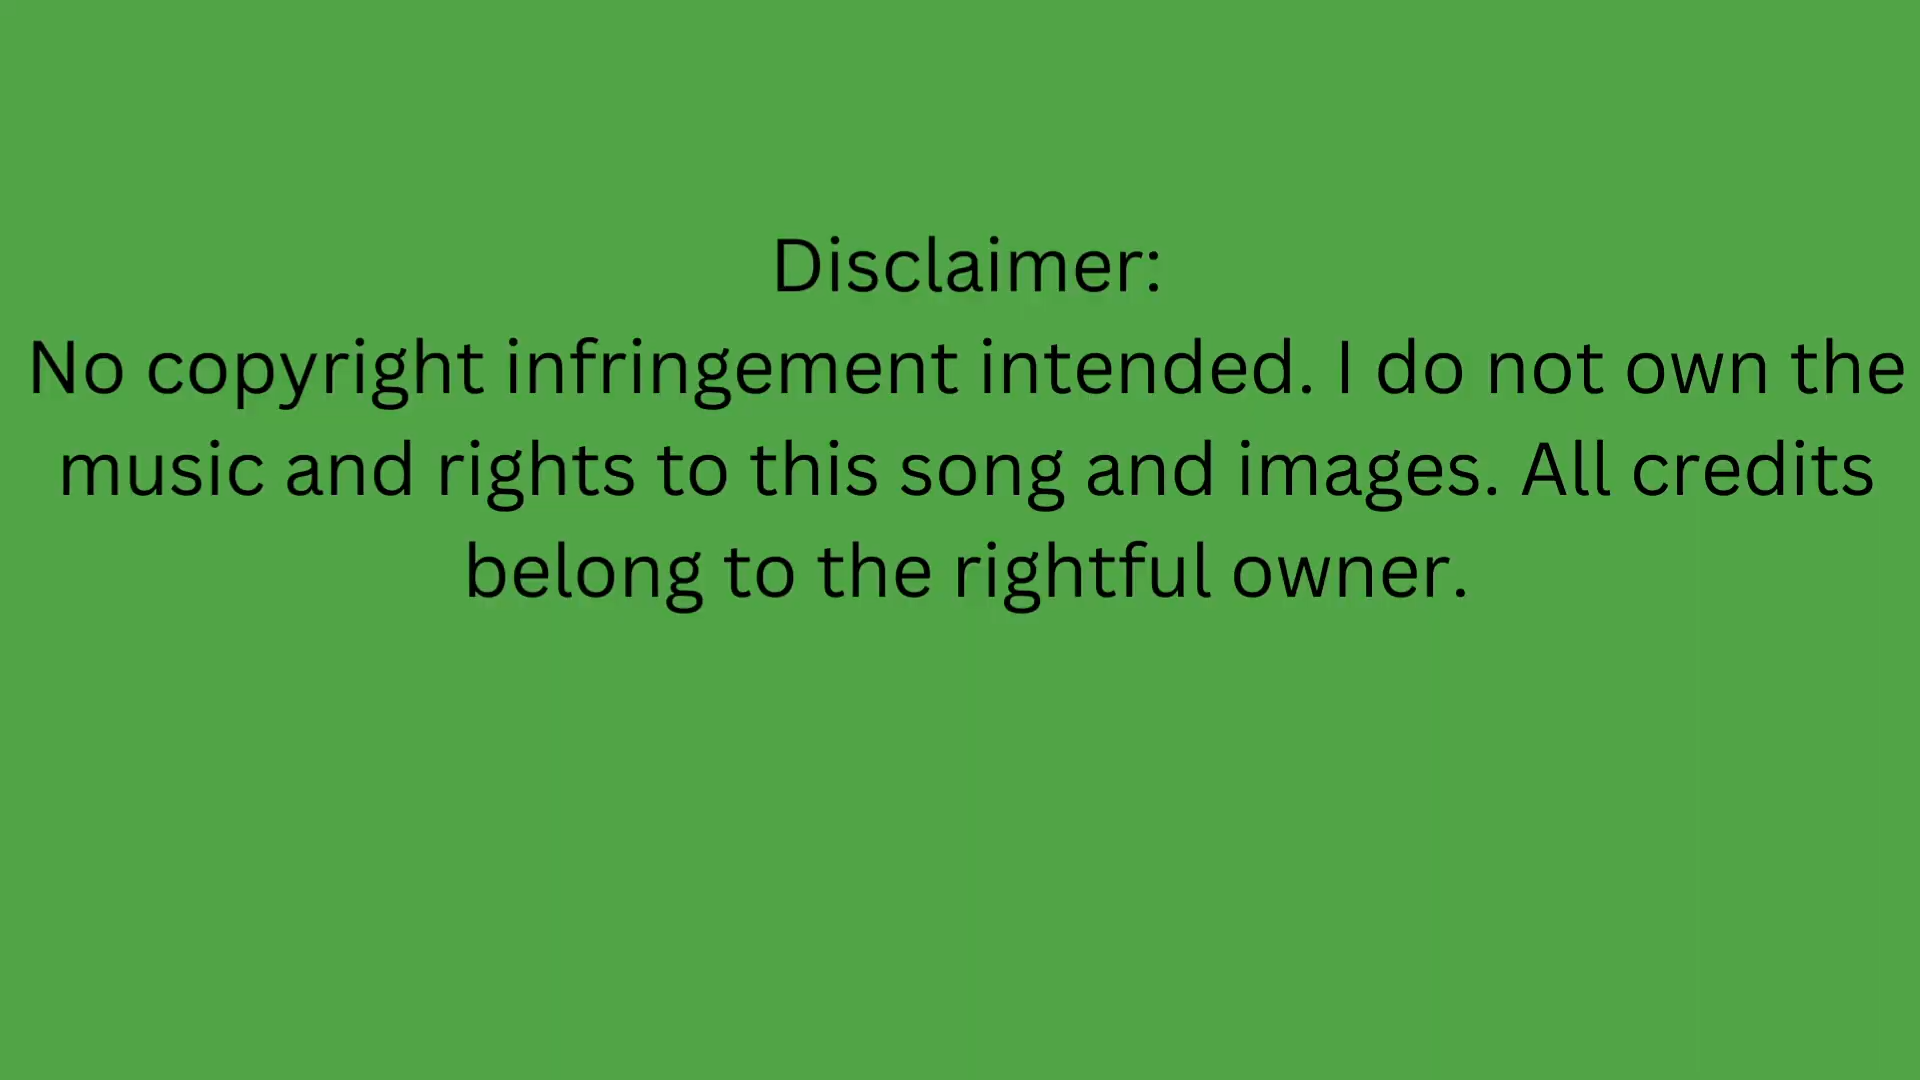 Disclaimer:
No copyright infringement intended. I do not own the
music and rights to this song and images. All credits
belong to the rightful owner.